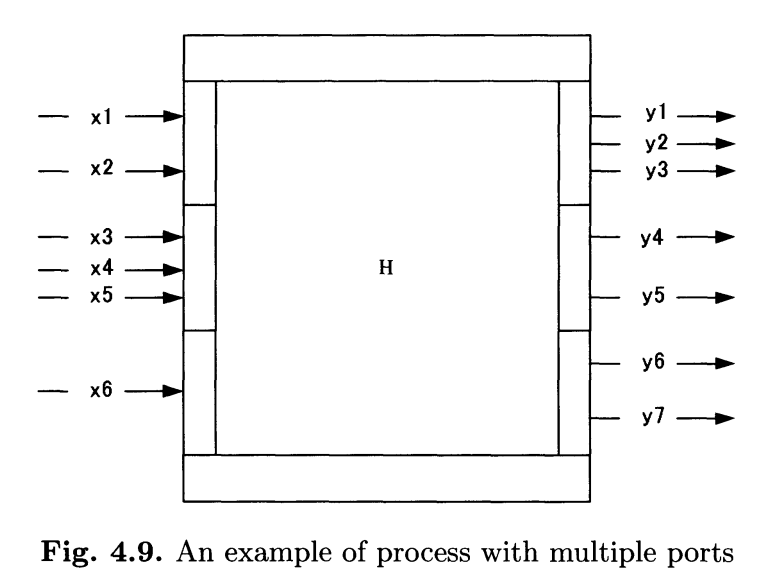 x1 y1
y2
x2 y3
x3 y4
x4 H
x5 y5
y6
x6
y7
Fig. 4.9. An example of process with multiple ports